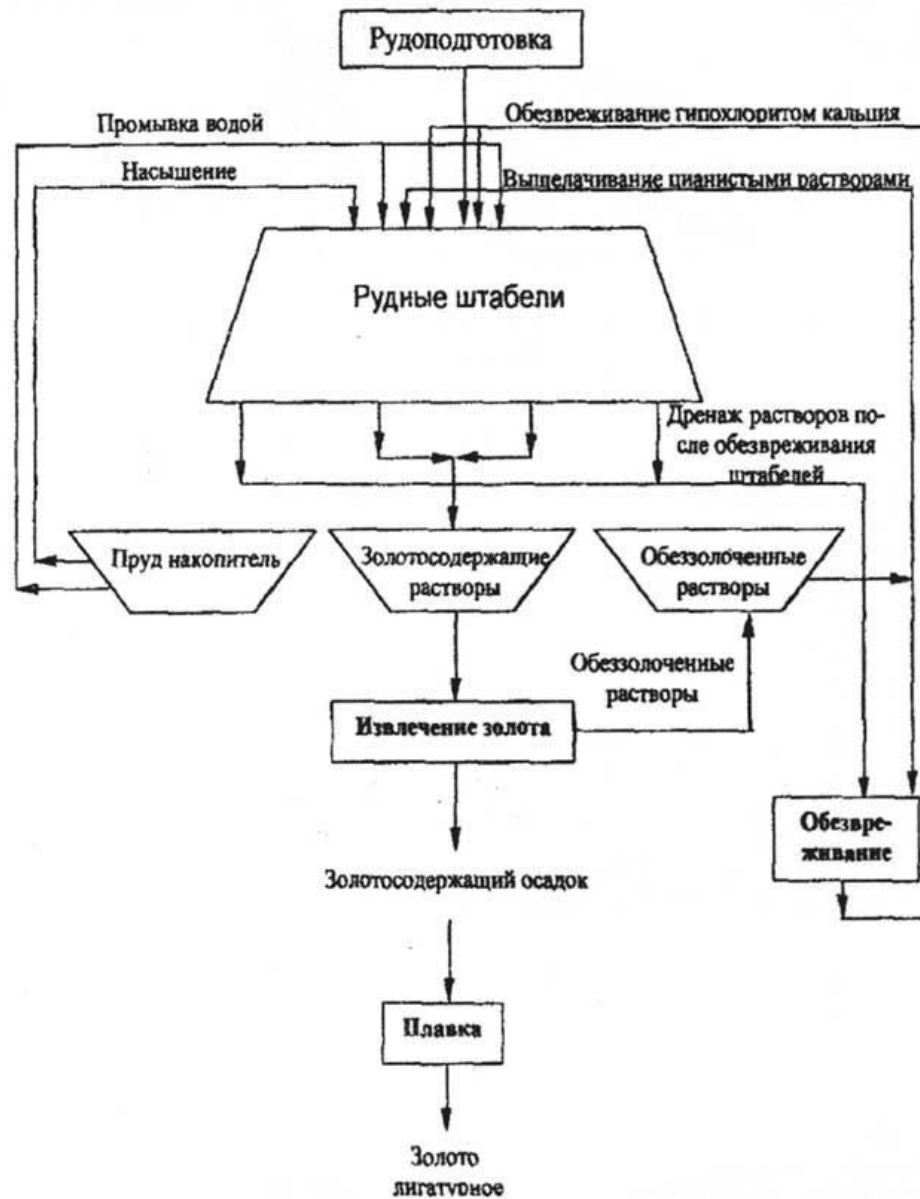 Рудоподготовка
Промывка водой
Обезвреживание гипохлоритом кальция
Насышение
Выщелачивание цианистыми растворами
Рудные штабели
Дренаж растворов по-
сле обезвреживания
штабелей
Пруд накопитель
Золотосодержащие
растворы
Обеззолоченные
растворы
Обеззолоченные
растворы
Извлечение золота
Обезвре-
живание
Золотосодержащий осадок
Плавка
Золото
лигатурное